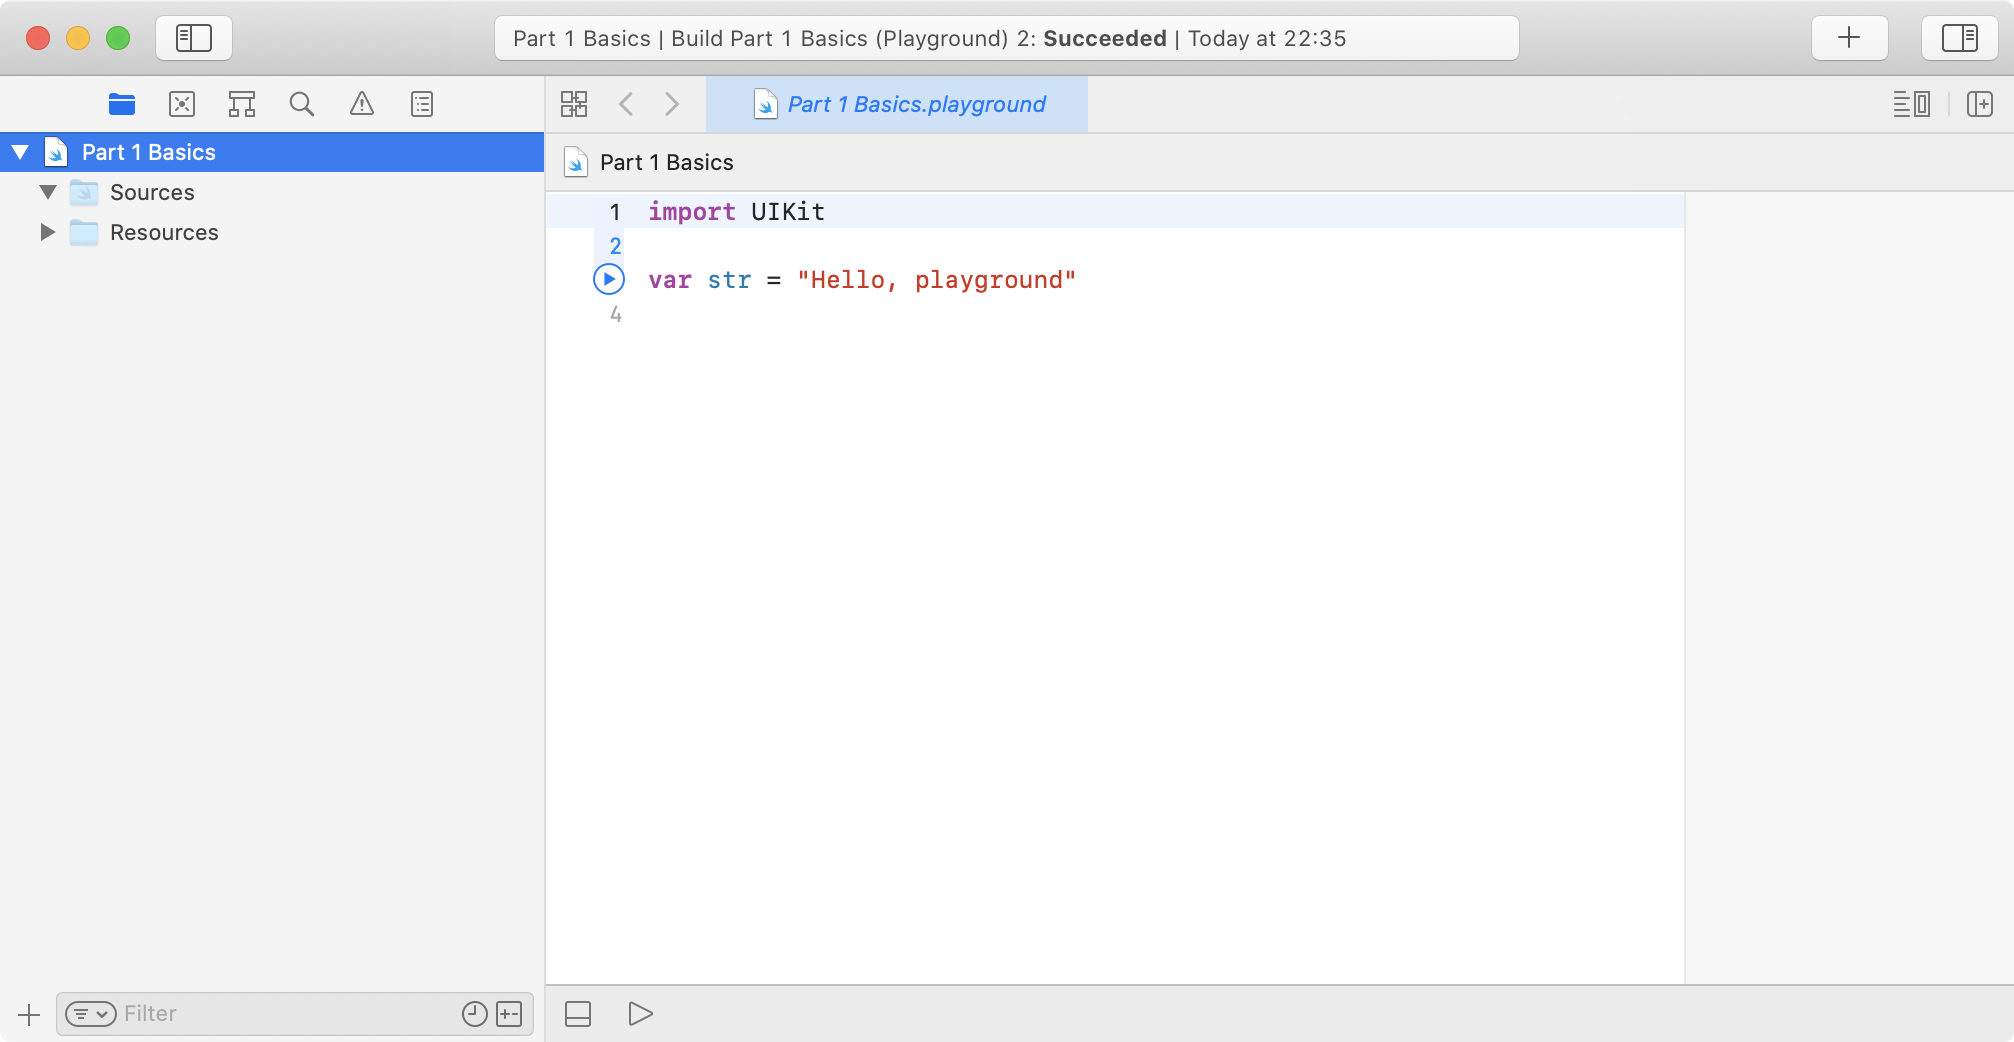 Part 1 Basics | Build Part 1 Basics (Playground) 2: Succeeded | Today at 22:35
Part 1 Basics.playground
Part 1 Basics
Sources
Resources
Part 1 Basics
1 import UIKit
2
var str = "Hello, playground"
4
Filter